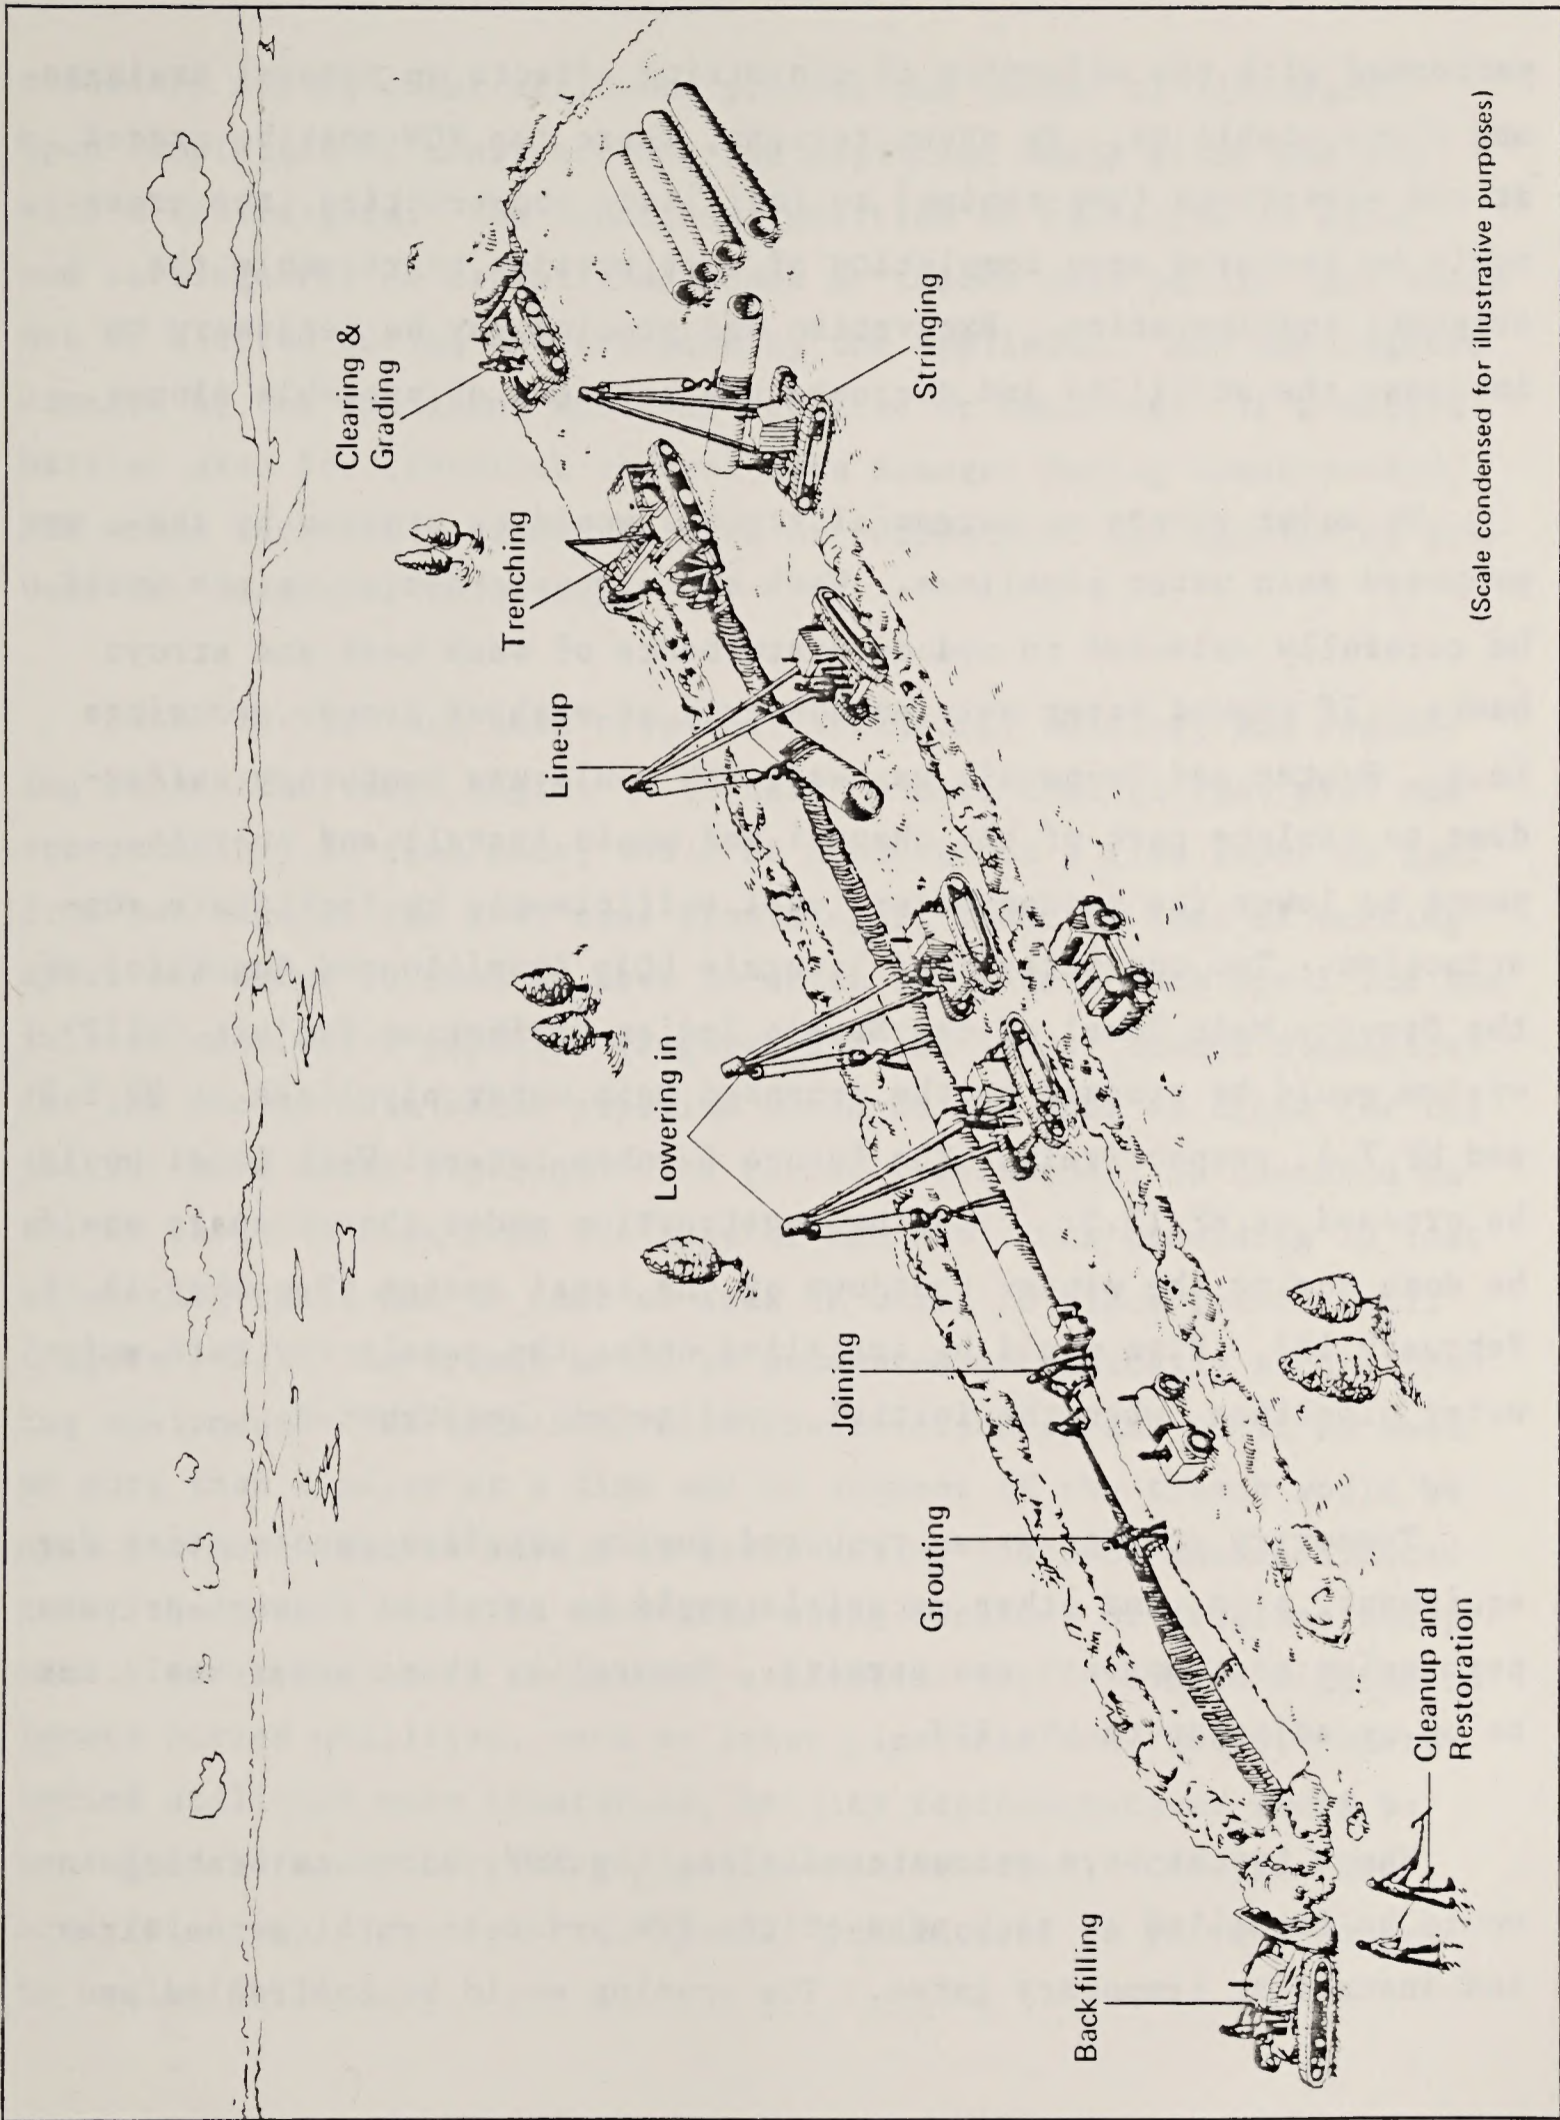 Clearing &
Grading
Trenching
Stringing
Line-up
Lowering in
Joining
Grouting
Backfilling
Cleanup and
Restoration
(Scale condensed for illustrative purposes)